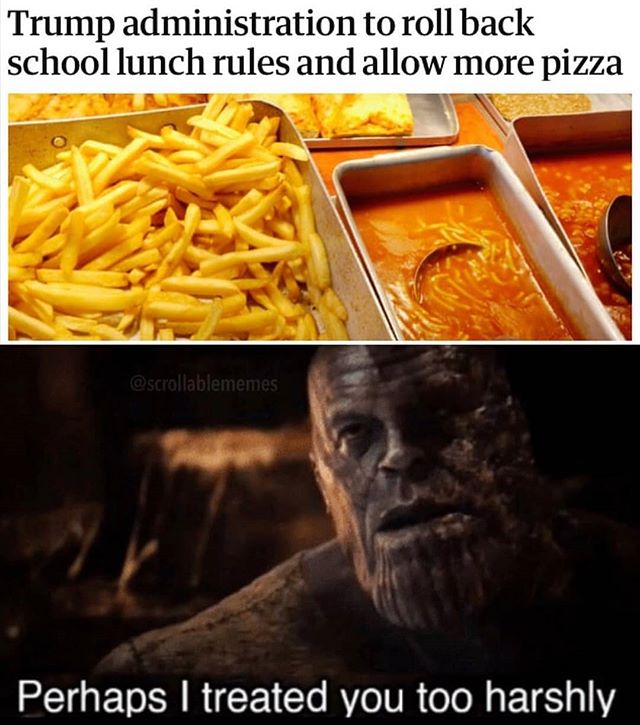 Trump administration to roll back
school lunch rules and allow more pizza
@scrollablememes
Perhaps I treated you too harshly